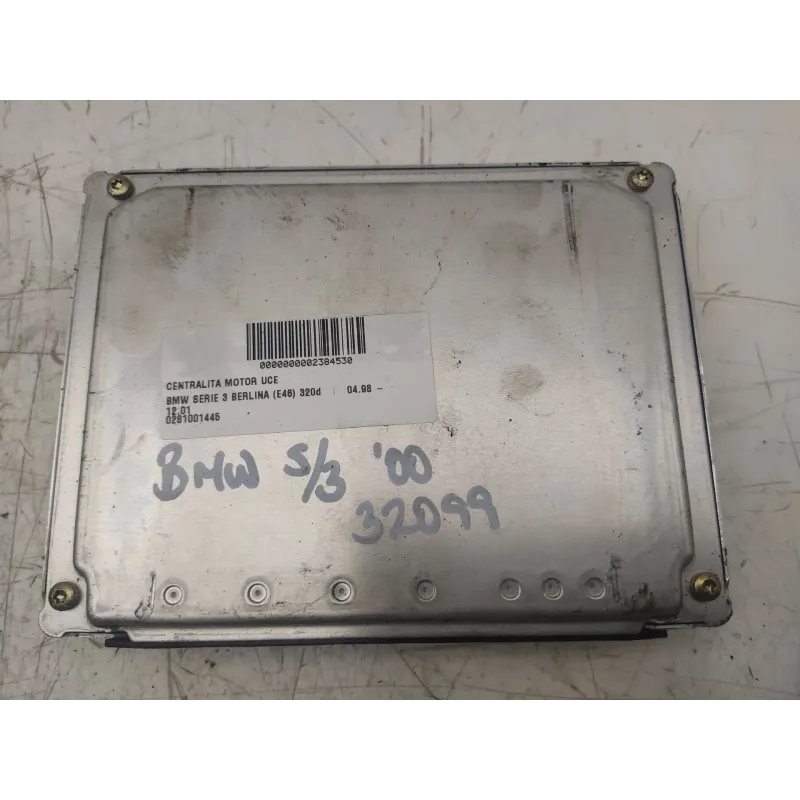 0000000002384530
CENTRALITA MOTOR UCE
BMW SERIE 3 BERLINA (E46) 320d | 04.98 -
12.01
0281001445
BMW S/3 '00
32099